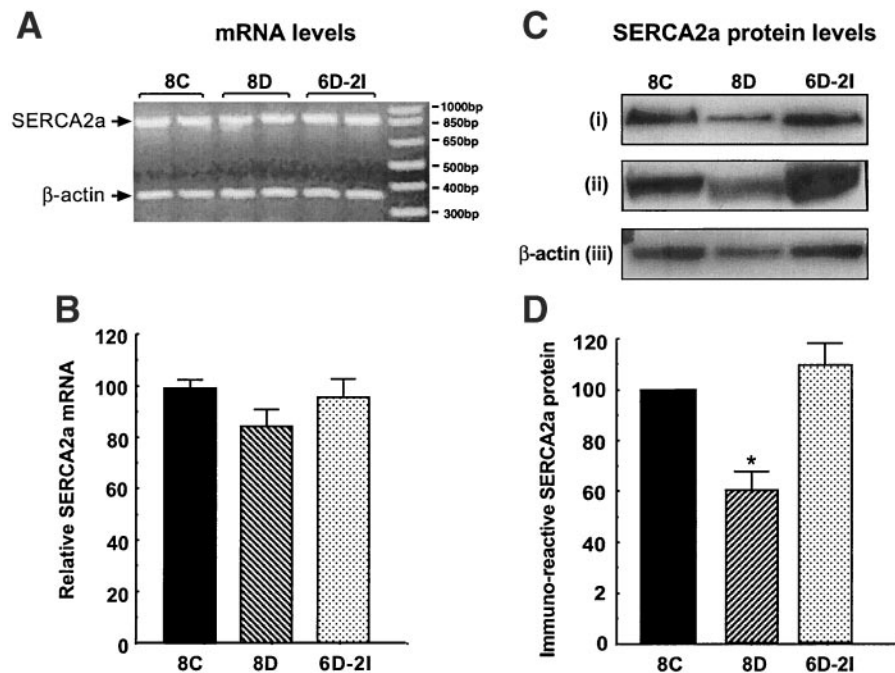 A
mRNA levels
8C 8D 6D-2I
SERCA2a
β-actin
1000bp
850bp
650bp
500bp
400bp
300bp
B
Relative SERCA2a mRNA
120
100
80
60
40
20
0
8C 8D 6D-2I
C
SERCA2a protein levels
8C 8D 6D-2I
(i)
(ii)
β-actin (iii)
D
Immuno-reactive SERCA2a protein
120
100
80
60
40
2
0
*
8C 8D 6D-2I